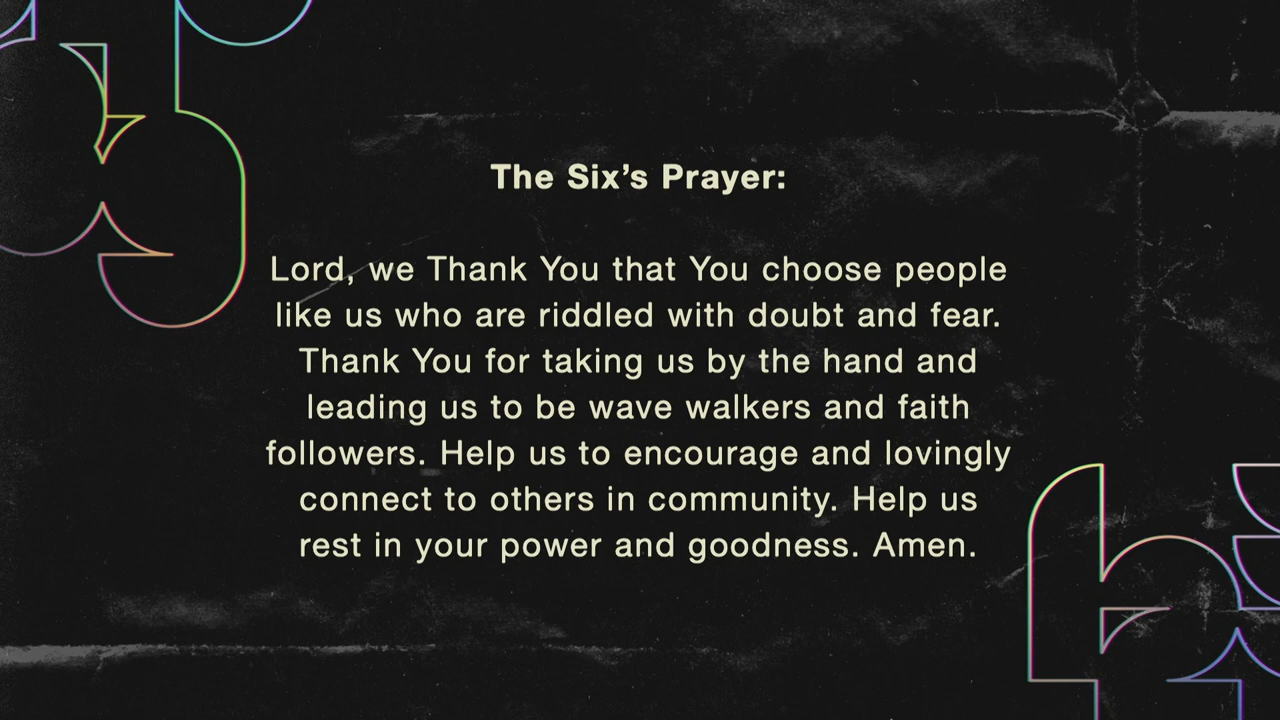 The Six’s Prayer:
Lord, we Thank You that You choose people
like us who are riddled with doubt and fear.
Thank You for taking us by the hand and
leading us to be wave walkers and faith
followers. Help us to encourage and lovingly
connect to others in community. Help us
rest in your power and goodness. Amen.